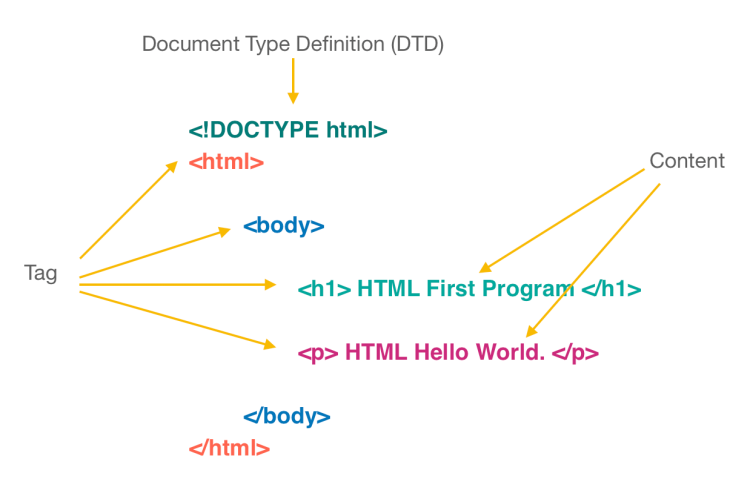 Document Type Definition (DTD)
<!DOCTYPE html>
<html>
Content
<body>
Tag
<h1> HTML First Program </h1>
<p> HTML Hello World. </p>
</body>
</html>